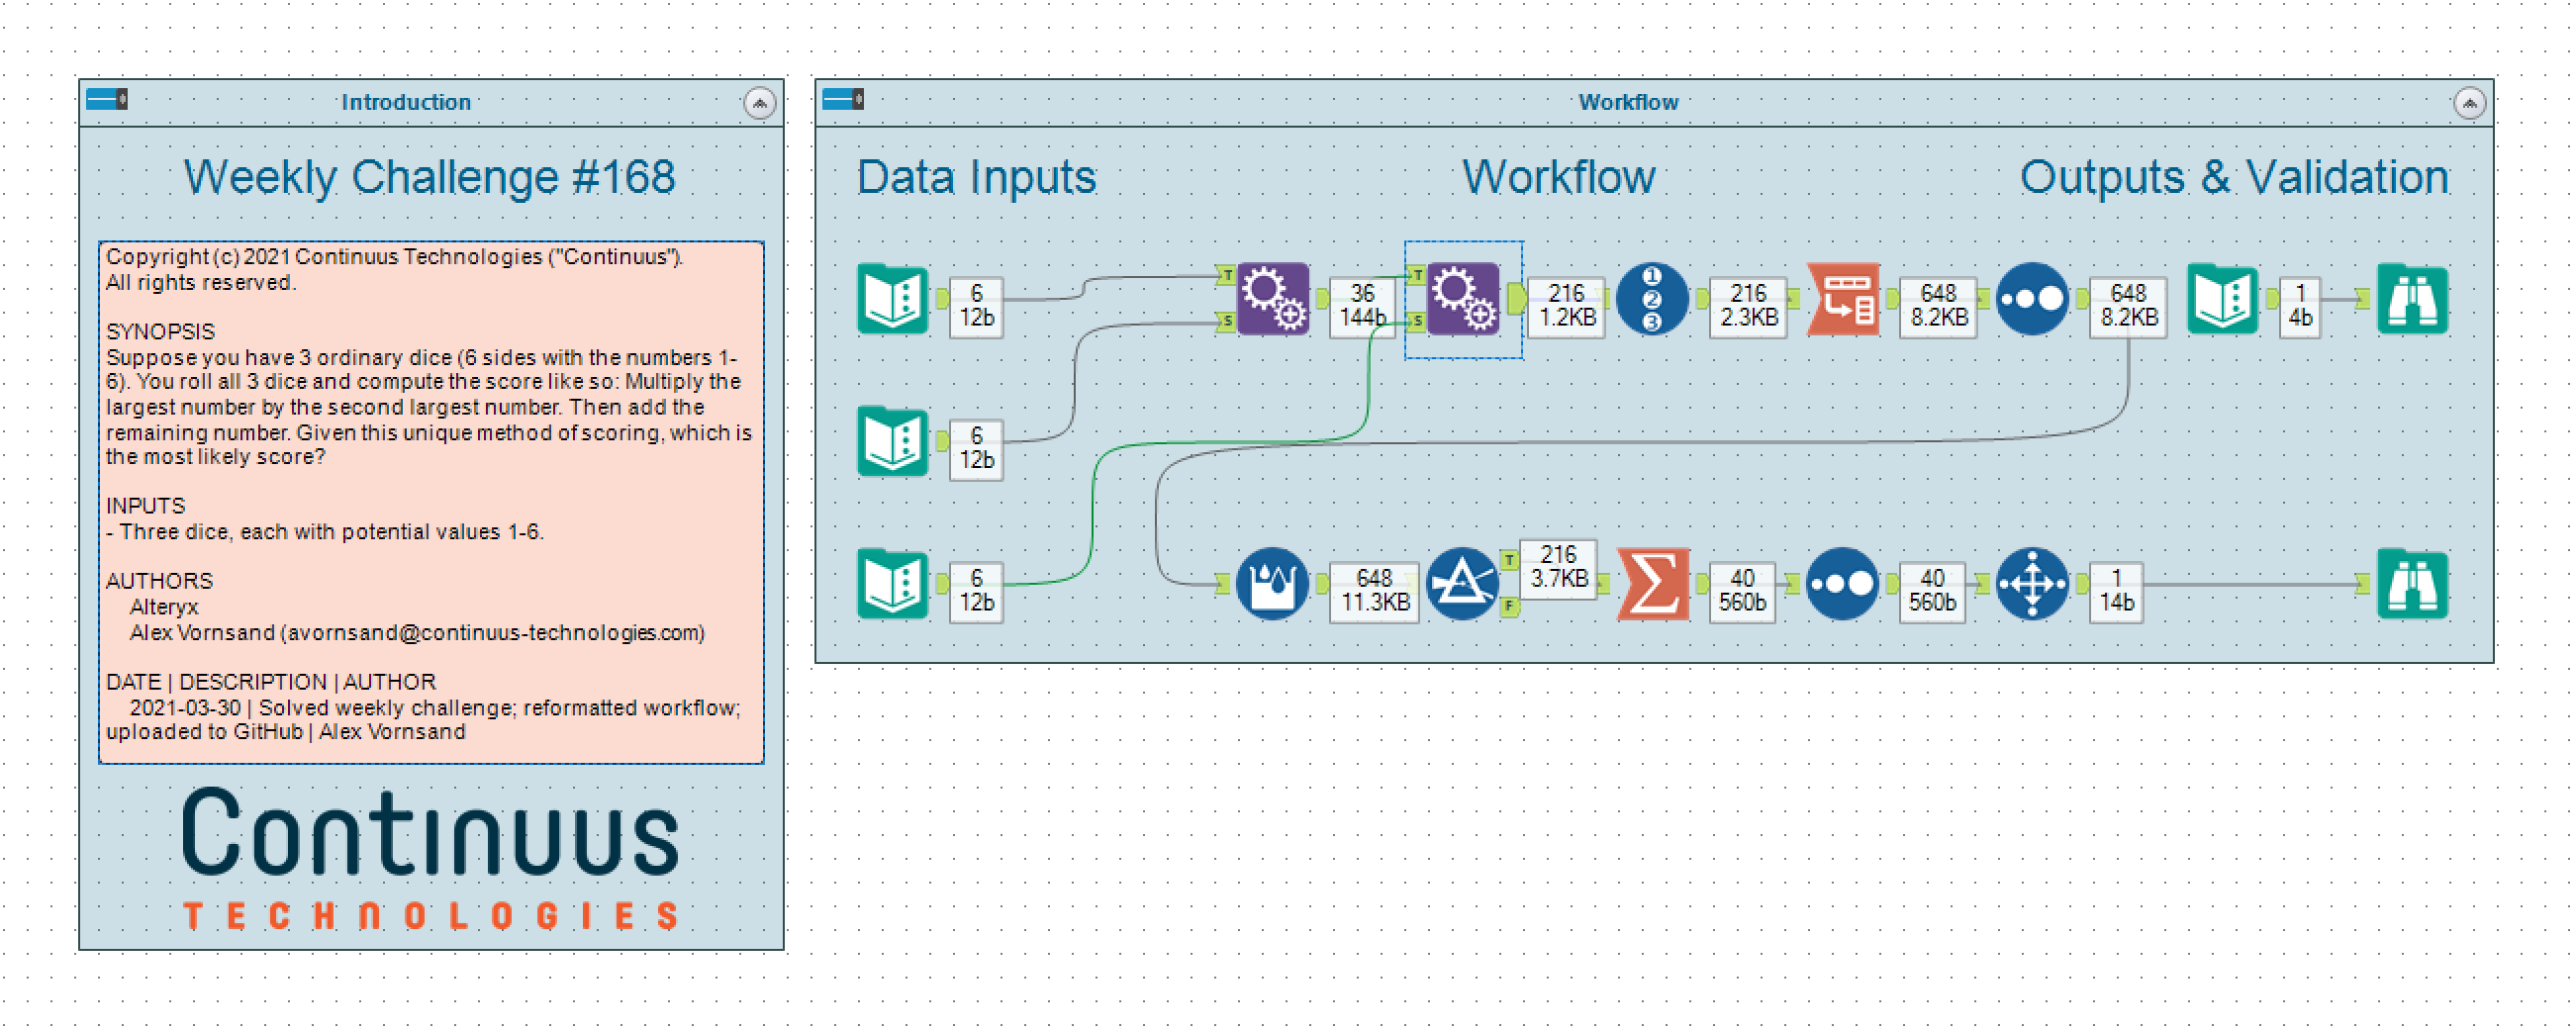 Introduction
Weekly Challenge #168
Copyright (c) 2021 Continuus Technologies ("Continuus").
All rights reserved.
SYNOPSIS
Suppose you have 3 ordinary dice (6 sides with the numbers 1-
6). You roll all 3 dice and compute the score like so: Multiply the
largest number by the second largest number. Then add the
remaining number. Given this unique method of scoring, which is
the most likely score?
INPUTS
- Three dice, each with potential values 1-6.
AUTHORS
Alteryx
Alex Vornsand (avornsand@continuus-technologies.com)
DATE | DESCRIPTION | AUTHOR
2021-03-30 | Solved weekly challenge; reformatted workflow;
uploaded to GitHub | Alex Vornsand
Continuus
TECHNOLOGIES
Workflow
Data Inputs
Workflow
Outputs & Validation
6
12b
T
S
36
144b
T
S
216
1.2KB
1
2
3
216
2.3KB
648
8.2KB
648
8.2KB
1
4b
6
12b
6
12b
648
11.3KB
T
F
216
3.7KB
Σ
40
560b
40
560b
1
14b